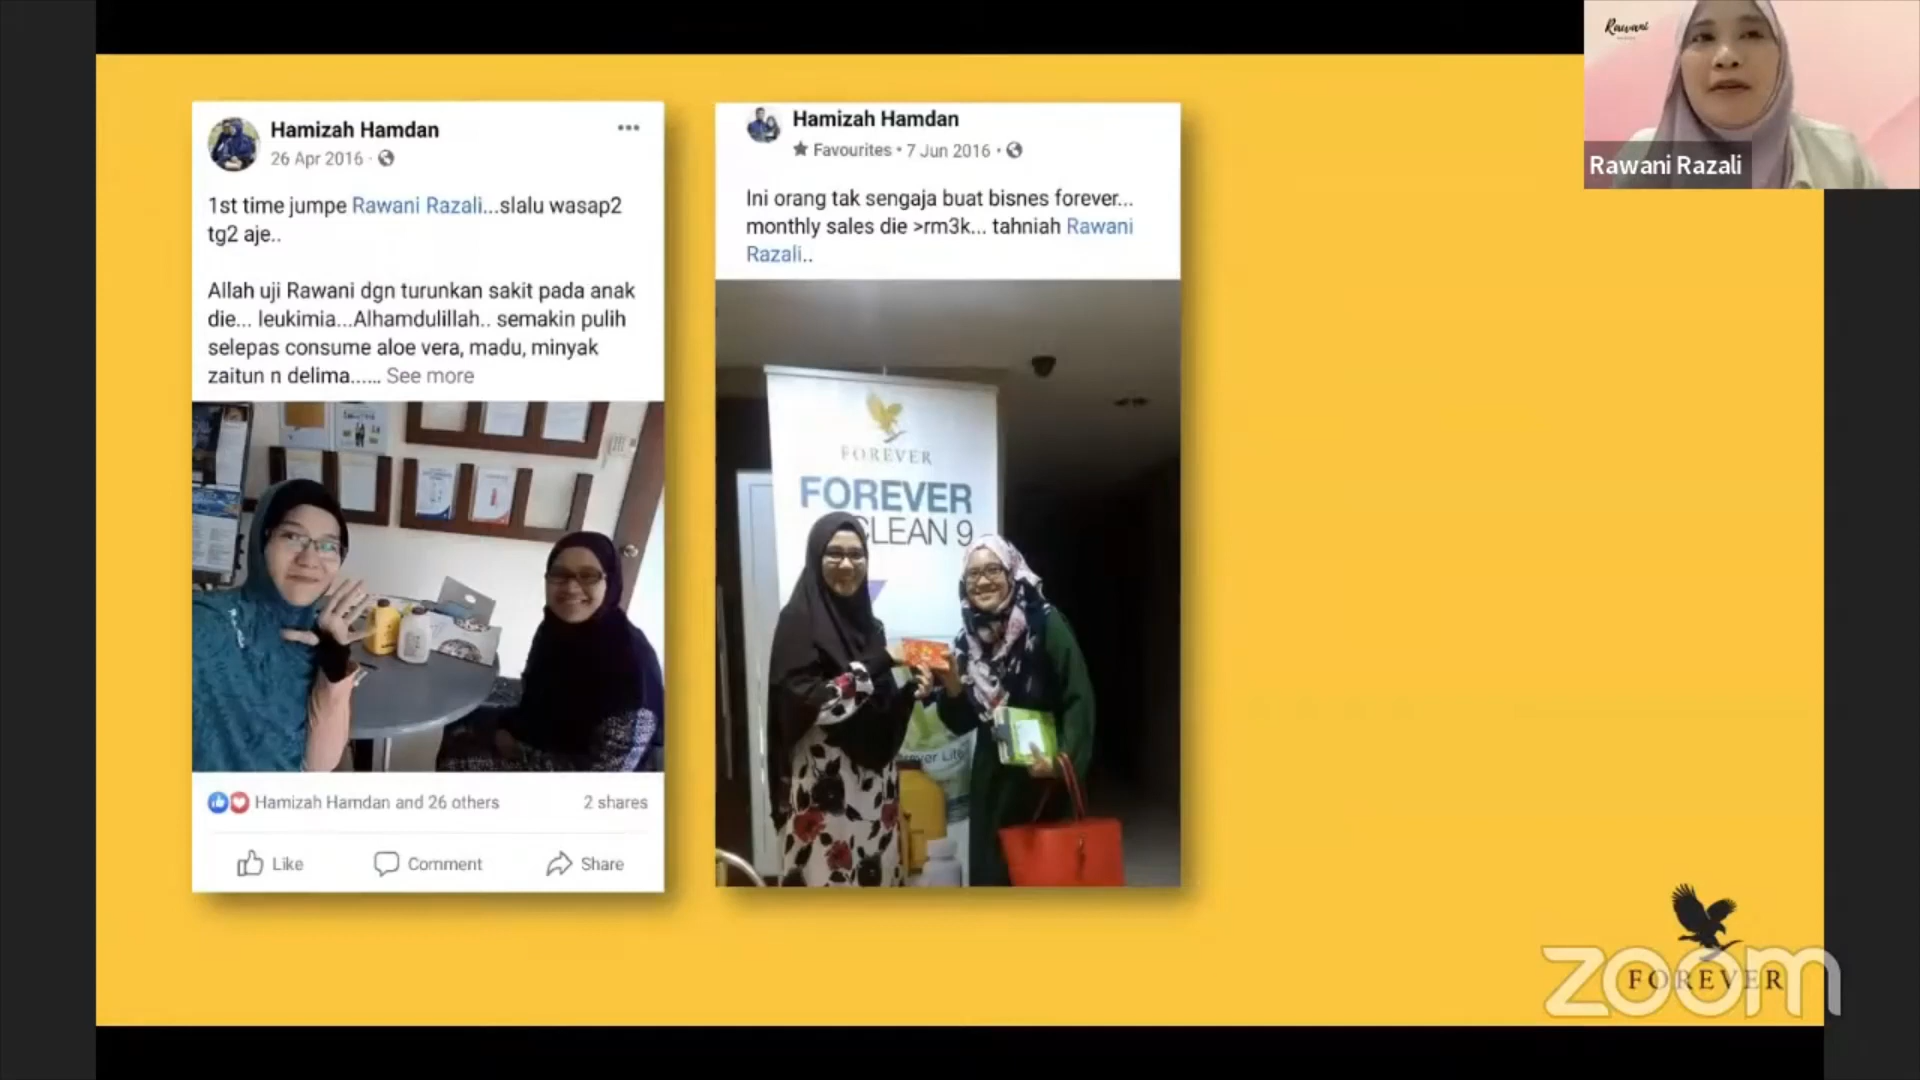 Hamizah Hamdan
26 Apr 2016
1st time jumpe Rawani Razali...slalu wasap2
tg2 aje..
Allah uji Rawani dgn turunkan sakit pada anak
die... leukimia...Alhamdulillah.. semakin pulih
selepas consume aloe vera, madu, minyak
zaitun n delima...... See more
Hamizah Hamdan and 26 others
2 shares
Like
Comment
Share
Hamizah Hamdan
Favourites • 7 Jun 2016
Ini orang tak sengaja buat bisnes forever...
monthly sales die >rm3k... tahniah Rawani
Razali..
FOREVER
FOREVER
CLEAN 9
Rawani
Rawani Razali
FOREVER
zoom